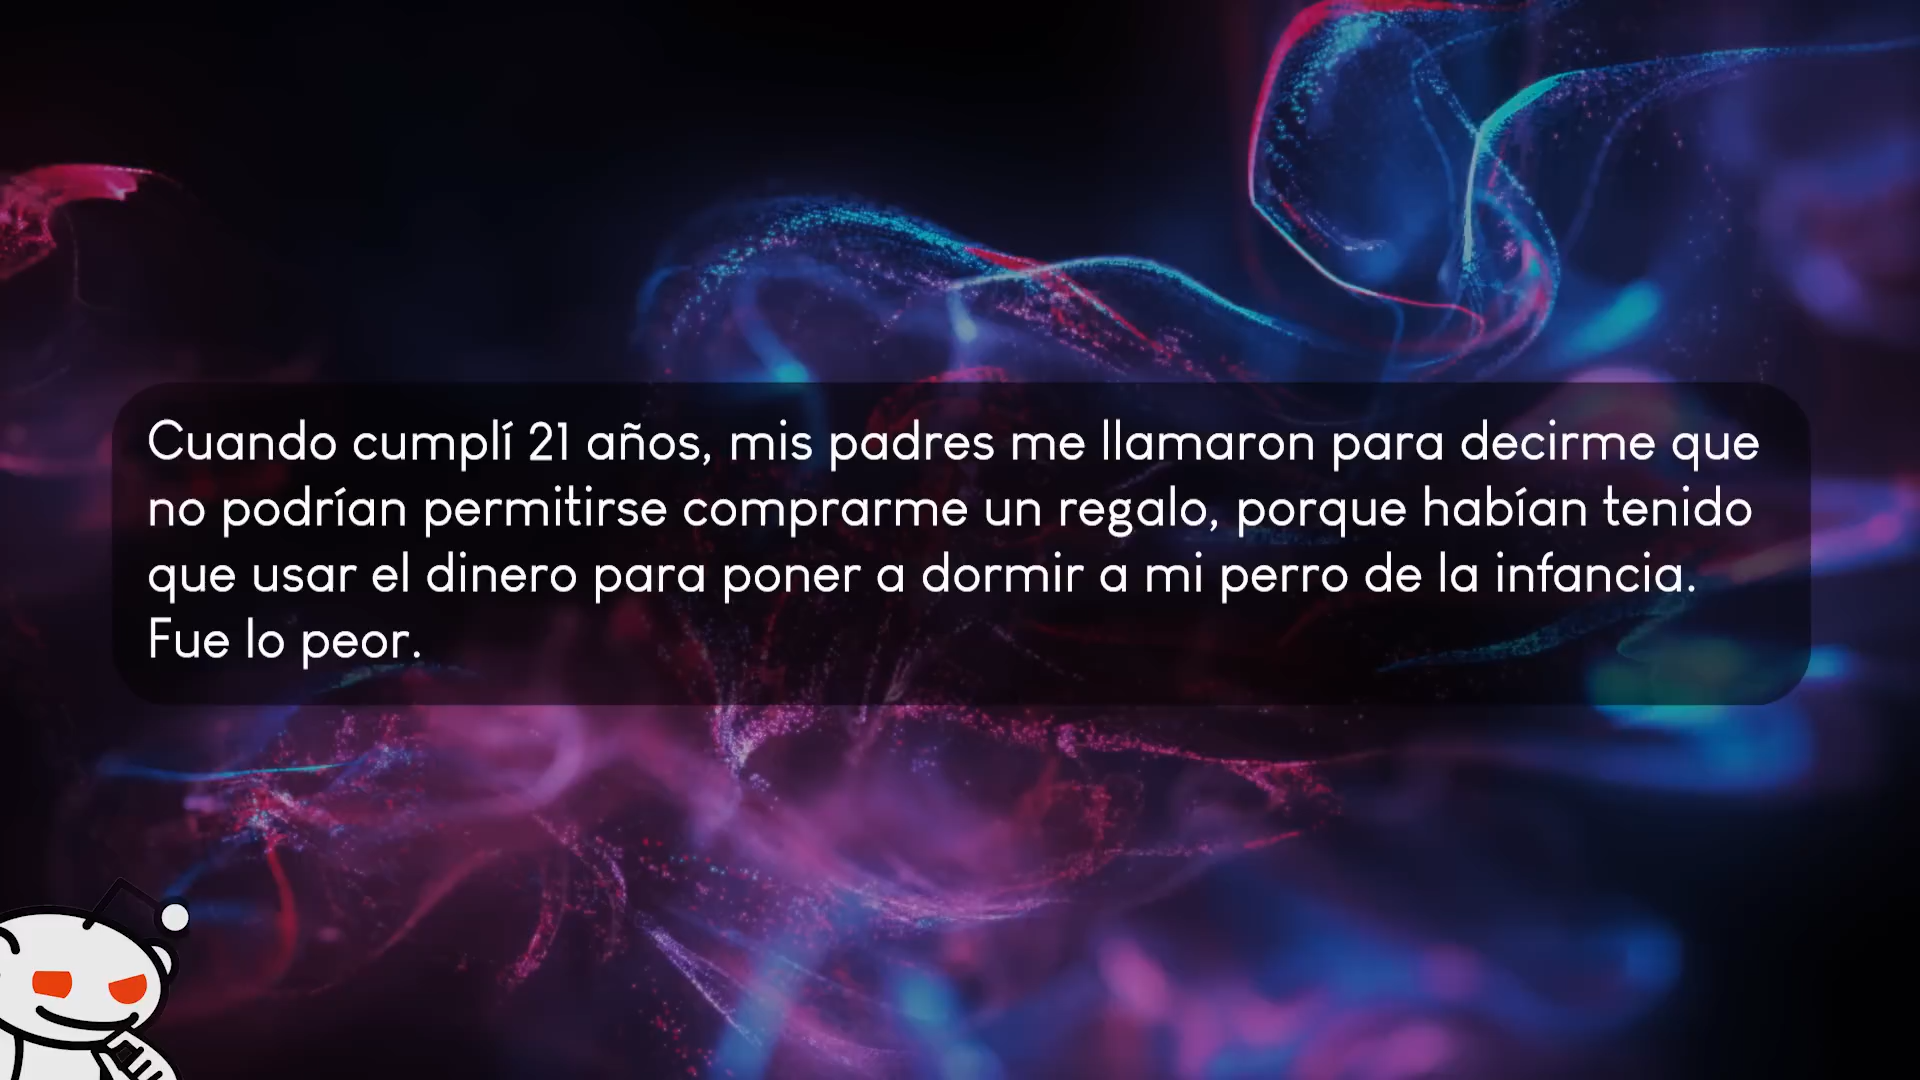 Cuando cumplí 21 años, mis padres me llamaron para decirme que
no podrían permitirse comprarme un regalo, porque habían tenido
que usar el dinero para poner a dormir a mi perro de la infancia.
Fue lo peor.